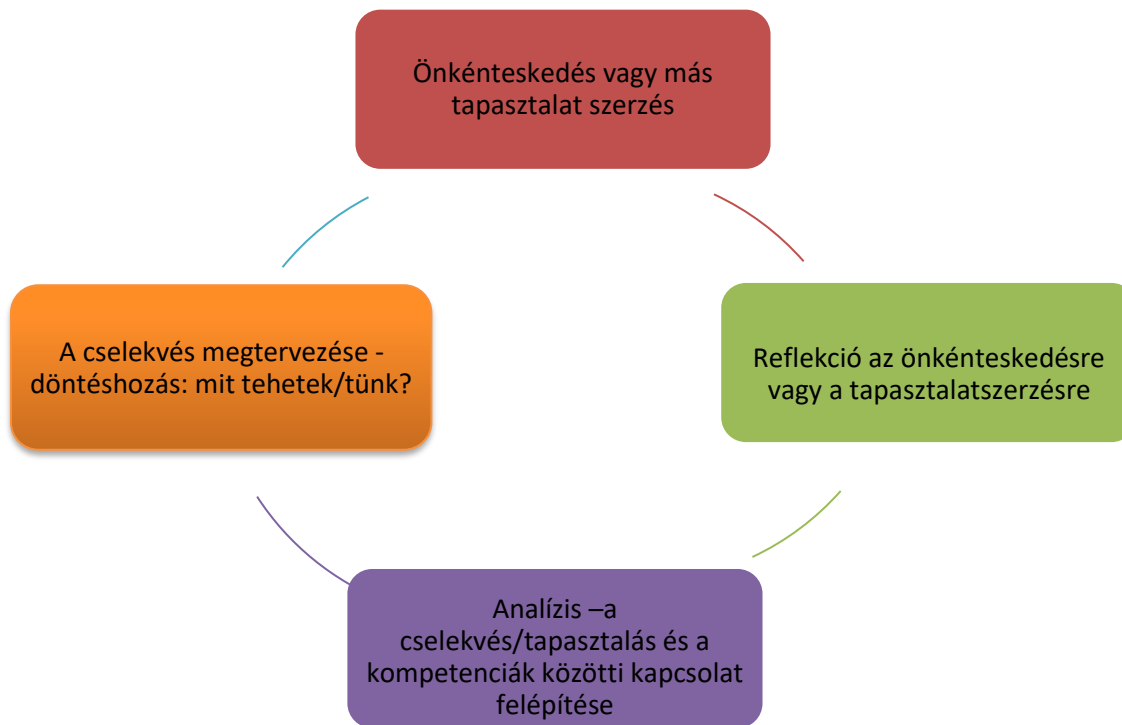 Önkénteskedés vagy más
tapasztalat szerzés
Reflekció az önkénteskedésre
vagy a tapasztalatszerzésre
Analízis –a
cselekvés/tapasztalás és a
kompetenciák közötti kapcsolat
felépítése
A cselekvés megtervezése -
döntéshozás: mit tehetek/tünk?